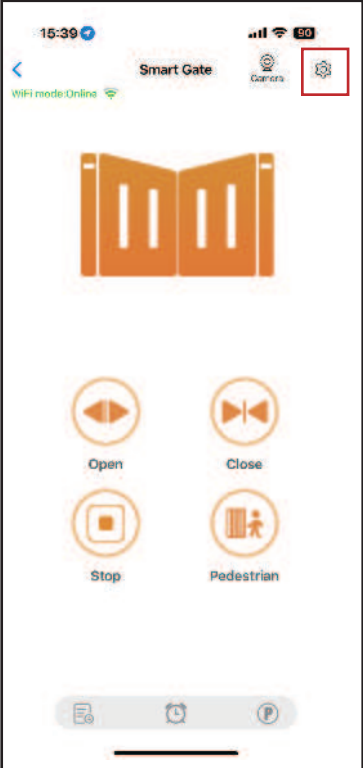 15:39
90
Smart Gate
Camera
WiFi mode:Online
Open
Close
Stop
Pedestrian
P